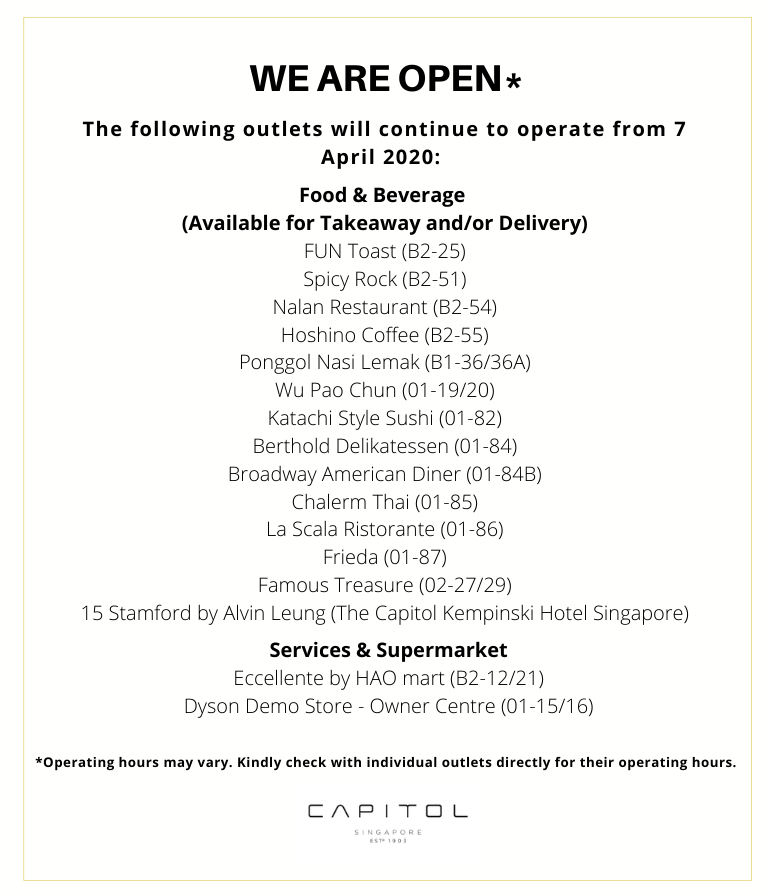 WE ARE OPEN*
The following outlets will continue to operate from 7
April 2020:
Food & Beverage
(Available for Takeaway and/or Delivery)
FUN Toast (B2-25)
Spicy Rock (B2-51)
Nalan Restaurant (B2-54)
Hoshino Coffee (B2-55)
Ponggol Nasi Lemak (B1-36/36A)
Wu Pao Chun (01-19/20)
Katachi Style Sushi (01-82)
Berthold Delikatessen (01-84)
Broadway American Diner (01-84B)
Chalerm Thai (01-85)
La Scala Ristorante (01-86)
Frieda (01-87)
Famous Treasure (02-27/29)
15 Stamford by Alvin Leung (The Capitol Kempinski Hotel Singapore)
Services & Supermarket
Eccellente by HAO mart (B2-12/21)
Dyson Demo Store - Owner Centre (01-15/16)
*Operating hours may vary. Kindly check with individual outlets directly for their operating hours.
CAPITOL
SINGAPORE
ESTD 1903